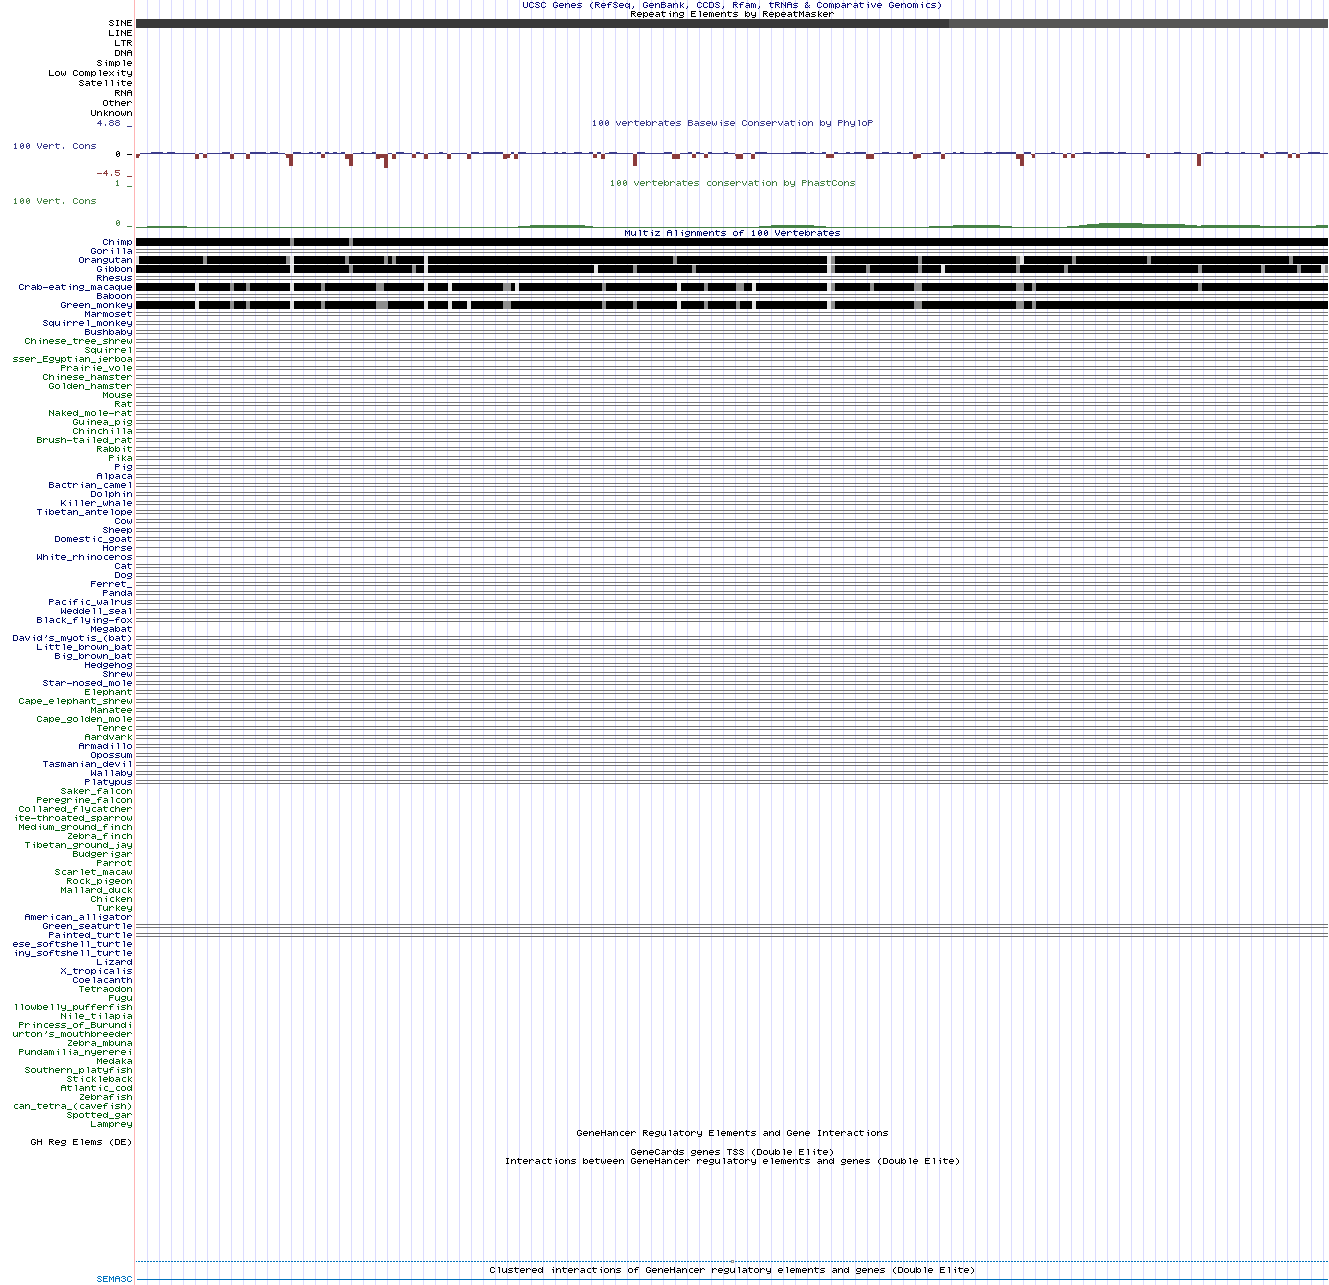 UCSC Genes (RefSeq, GenBank, CCDS, Rfam, tRNAs & Comparative Genomics)
Repeating Elements by RepeatMasker
SINE
LINE
LTR
DNA
Simple
Low Complexity
Satellite
RNA
Other
Unknown
100 vertebrates Basewise Conservation by PhyloP
4.88 _
100 Vert. Cons
0 -
-4.5 _
100 vertebrates conservation by PhastCons
1 _
100 Vert. Cons
0 _
Multiz Alignments of 100 Vertebrates
Chimp
Gorilla
Orangutan
Gibbon
Rhesus
Crab-eating_macaque
Baboon
Green_monkey
Marmoset
Squirrel_monkey
Bushbaby
Chinese_tree_shrew
Squirrel
sser_Egyptian_jerboa
Prairie_vole
Chinese_hamster
Golden_hamster
Mouse
Rat
Naked_mole-rat
Guinea_pig
Chinchilla
Brush-tailed_rat
Rabbit
Pika
Pig
Alpaca
Bactrian_camel
Dolphin
Killer_whale
Tibetan_antelope
Cow
Sheep
Domestic_goat
Horse
White_rhinoceros
Cat
Dog
Ferret_
Panda
Pacific_walrus
Weddell_seal
Black_flying-fox
Megabat
David's_myotis_(bat)
Little_brown_bat
Big_brown_bat
Hedgehog
Shrew
Star-nosed_mole
Elephant
Cape_elephant_shrew
Manatee
Cape_golden_mole
Tenrec
Aardvark
Armadillo
Opossum
Tasmanian_devil
Wallaby
Platypus
Saker_falcon
Peregrine_falcon
Collared_flycatcher
ite-throated_sparrow
Medium_ground_finch
Zebra_finch
Tibetan_ground_jay
Budgerigar
Parrot
Scarlet_macaw
Rock_pigeon
Mallard_duck
Chicken
Turkey
American_alligator
Green_seaturtle
Painted_turtle
ese_softshell_turtle
iny_softshell_turtle
Lizard
X_tropicalis
Coelacanth
Tetraodon
Fugu
llowbelly_pufferfish
Nile_tilapia
Princess_of_Burundi
urton's_mouthbreeder
Zebra_mbuna
Pundamilia_nyererei
Medaka
Southern_platyfish
Stickleback
Atlantic_cod
Zebrafish
can_tetra_(cavefish)
Spotted_gar
Lamprey
GeneHancer Regulatory Elements and Gene Interactions
GH Reg Elems (DE)
GeneCards genes TSS (Double Elite)
Interactions between GeneHancer regulatory elements and genes (Double Elite)
Clustered interactions of GeneHancer regulatory elements and genes (Double Elite)
SEMA3C